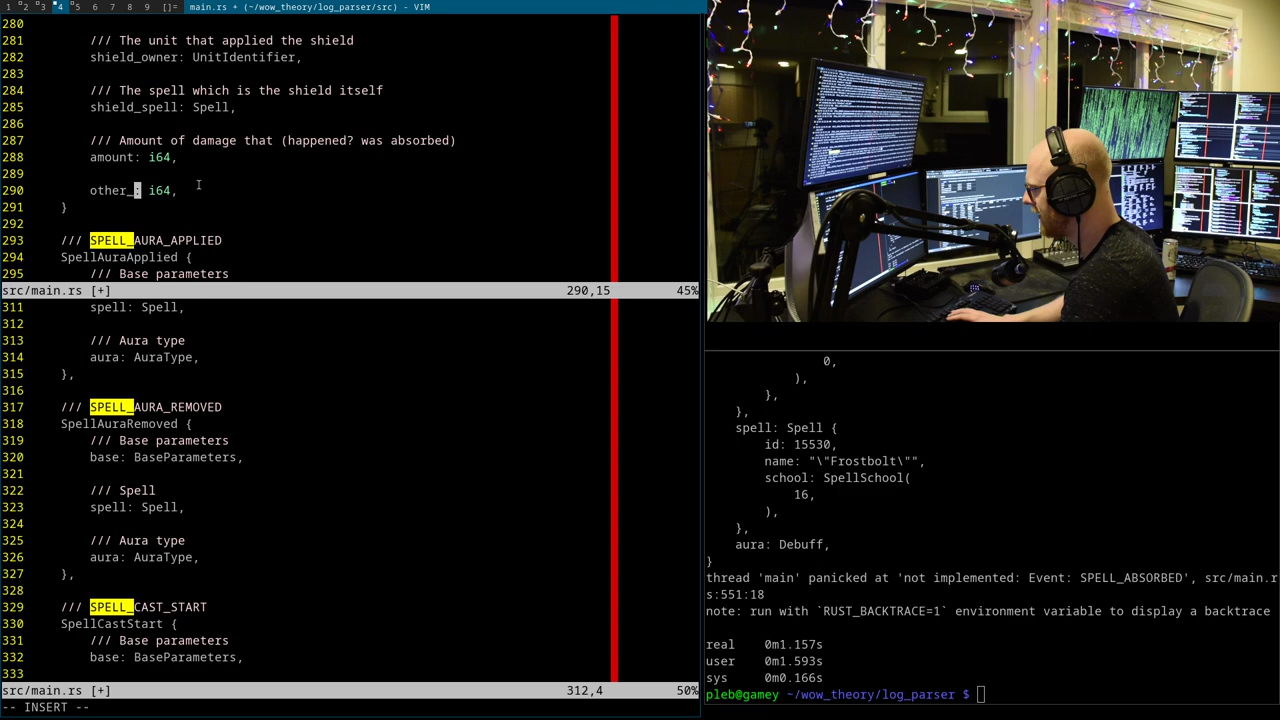 1 2 3 4 5 6 7 8 9 []= main.rs + (~/wow_theory/log_parser/src) - VIM
280
281 /// The unit that applied the shield
282 shield_owner: UnitIdentifier,
283
284 /// The spell which is the shield itself
285 shield_spell: Spell,
286
287 /// Amount of damage that (happened? was absorbed)
288 amount: i64,
289
290 other_: i64,
291 }
292
293 /// SPELL_AURA_APPLIED
294 SpellAuraApplied {
295 /// Base parameters
src/main.rs [+] 290,15 45%
311 spell: Spell,
312
313 /// Aura type
314 aura: AuraType,
315 },
316
317 /// SPELL_AURA_REMOVED
318 SpellAuraRemoved {
319 /// Base parameters
320 base: BaseParameters,
321
322 /// Spell
323 spell: Spell,
324
325 /// Aura type
326 aura: AuraType,
327 },
328
329 /// SPELL_CAST_START
330 SpellCastStart {
331 /// Base parameters
332 base: BaseParameters,
333
src/main.rs [+] 312,4 50%
-- INSERT --
0,
),
},
},
spell: Spell {
id: 15530,
name: "\"Frostbolt\"",
school: SpellSchool(
16,
),
},
aura: Debuff,
}
thread 'main' panicked at 'not implemented: Event: SPELL_ABSORBED', src/main.r
s:551:18
note: run with `RUST_BACKTRACE=1` environment variable to display a backtrace
real 0m1.157s
user 0m1.593s
sys 0m0.166s
pleb@gamey ~/wow_theory/log_parser $